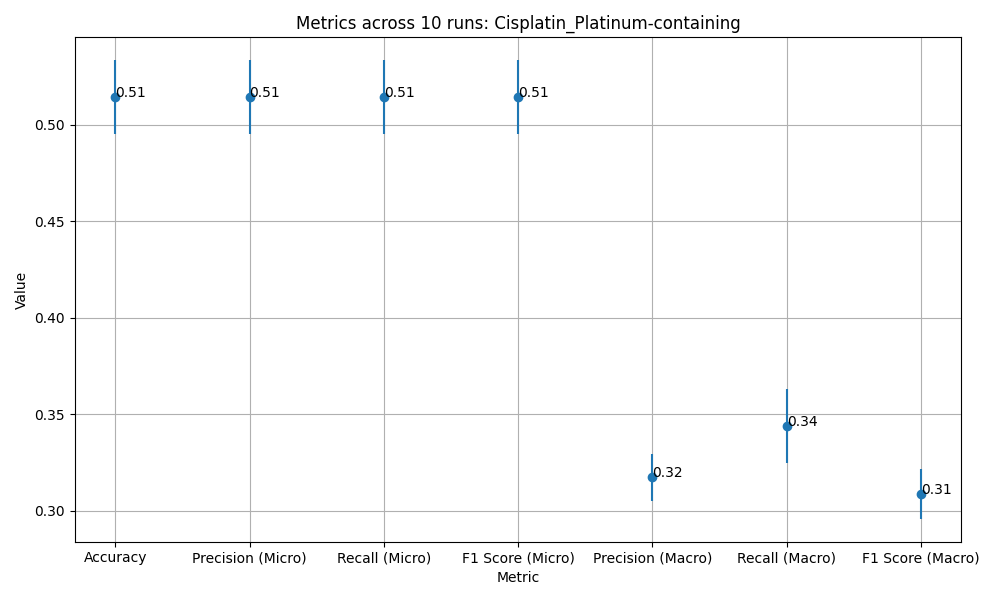 Metrics across 10 runs: Cisplatin_Platinum-containing
0.51
0.51
0.51
0.51
0.32
0.34
0.31
0.50
0.45
0.40
0.35
0.30
Value
Accuracy
Precision (Micro)
Recall (Micro)
F1 Score (Micro)
Precision (Macro)
Recall (Macro)
F1 Score (Macro)
Metric